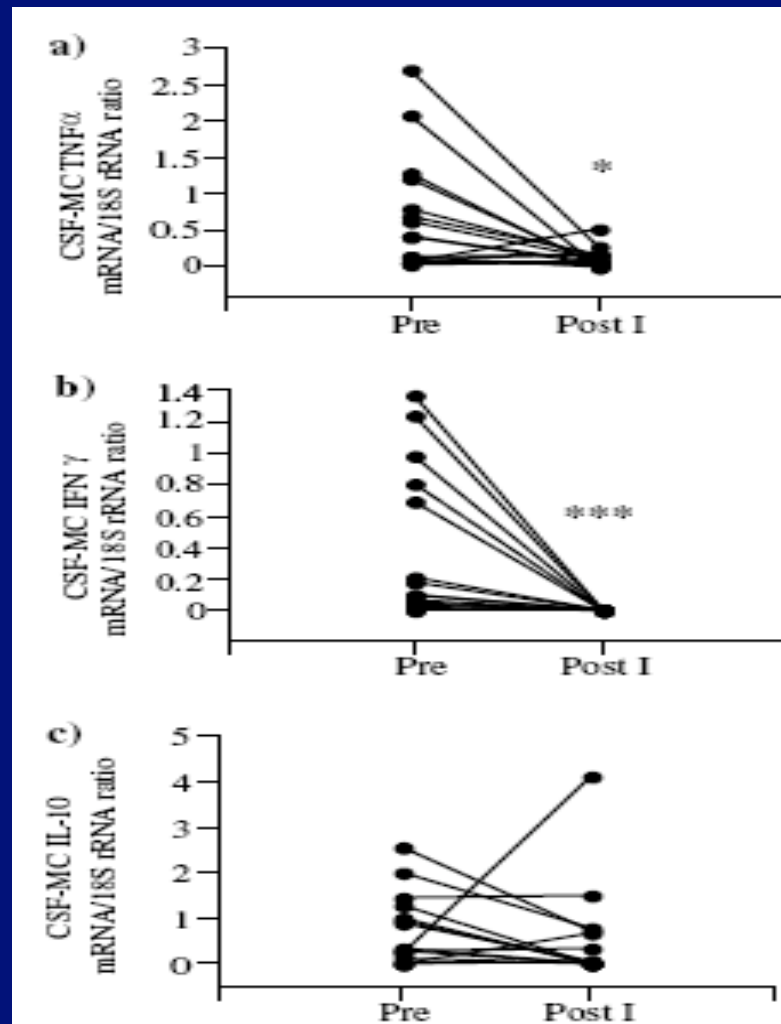 a)
CSF-MC TNFα
mRNA/18S rRNA ratio
3
2.5
2
1.5
1
0.5
0
*
Pre
Post I
b)
CSF-MC IFN γ
mRNA/18S rRNA ratio
1.4
1.2
1
0.8
0.6
0.4
0.2
0
***
Pre
Post I
c)
CSF-MC IL-10
mRNA/18S rRNA ratio
5
4
3
2
1
0
Pre
Post I